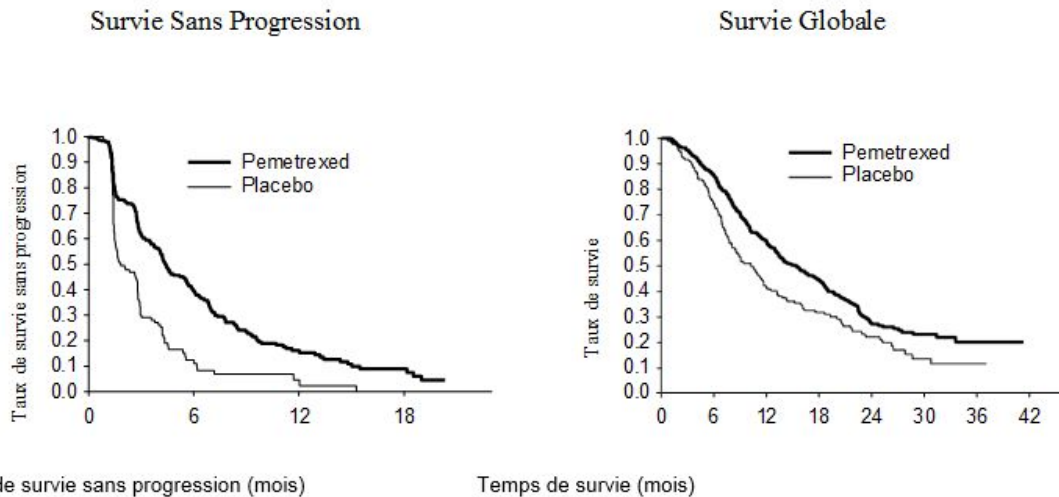 Survie Sans Progression
Taux de survie sans progression
1.0
0.9
0.8
0.7
0.6
0.5
0.4
0.3
0.2
0.1
0.0
Pemetrexed
Placebo
0 6 12 18
de survie sans progression (mois)
Survie Globale
Taux de survie
1.0
0.9
0.8
0.7
0.6
0.5
0.4
0.3
0.2
0.1
0.0
Pemetrexed
Placebo
0 6 12 18 24 30 36 42
Temps de survie (mois)